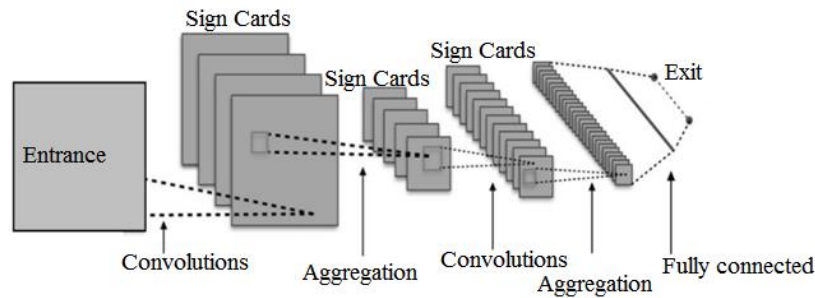 Sign Cards
Sign Cards
Sign Cards
Exit
Entrance
Convolutions
Aggregation
Convolutions
Aggregation
Fully connected